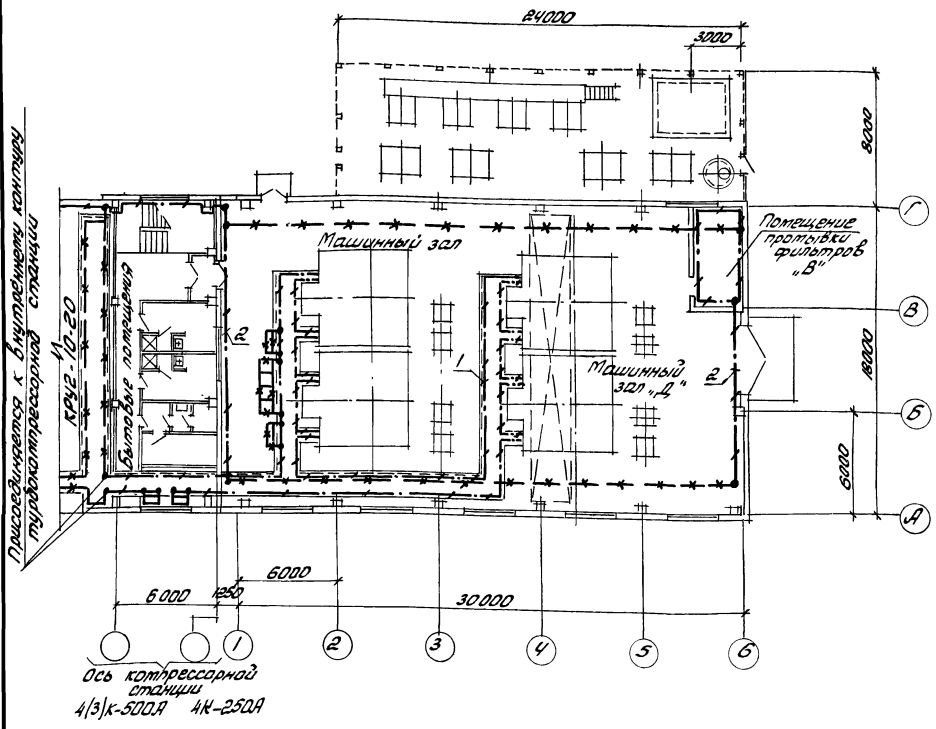 24000
3000
8000
Присоединяется к внутреннему контуру
турбокомпрессорной станции
КРУ2-10-20
Бытовые помещения
Машинный зал
Помещение
промывки
фильтров
„В"
Г
В
2
1
Машинный
зал „Д"
2
18000
Б
6000
А
6000
6000
1250
30000
1
2
3
4
5
6
Ось компрессорной
станции
4(3)К-500А 4К-250А